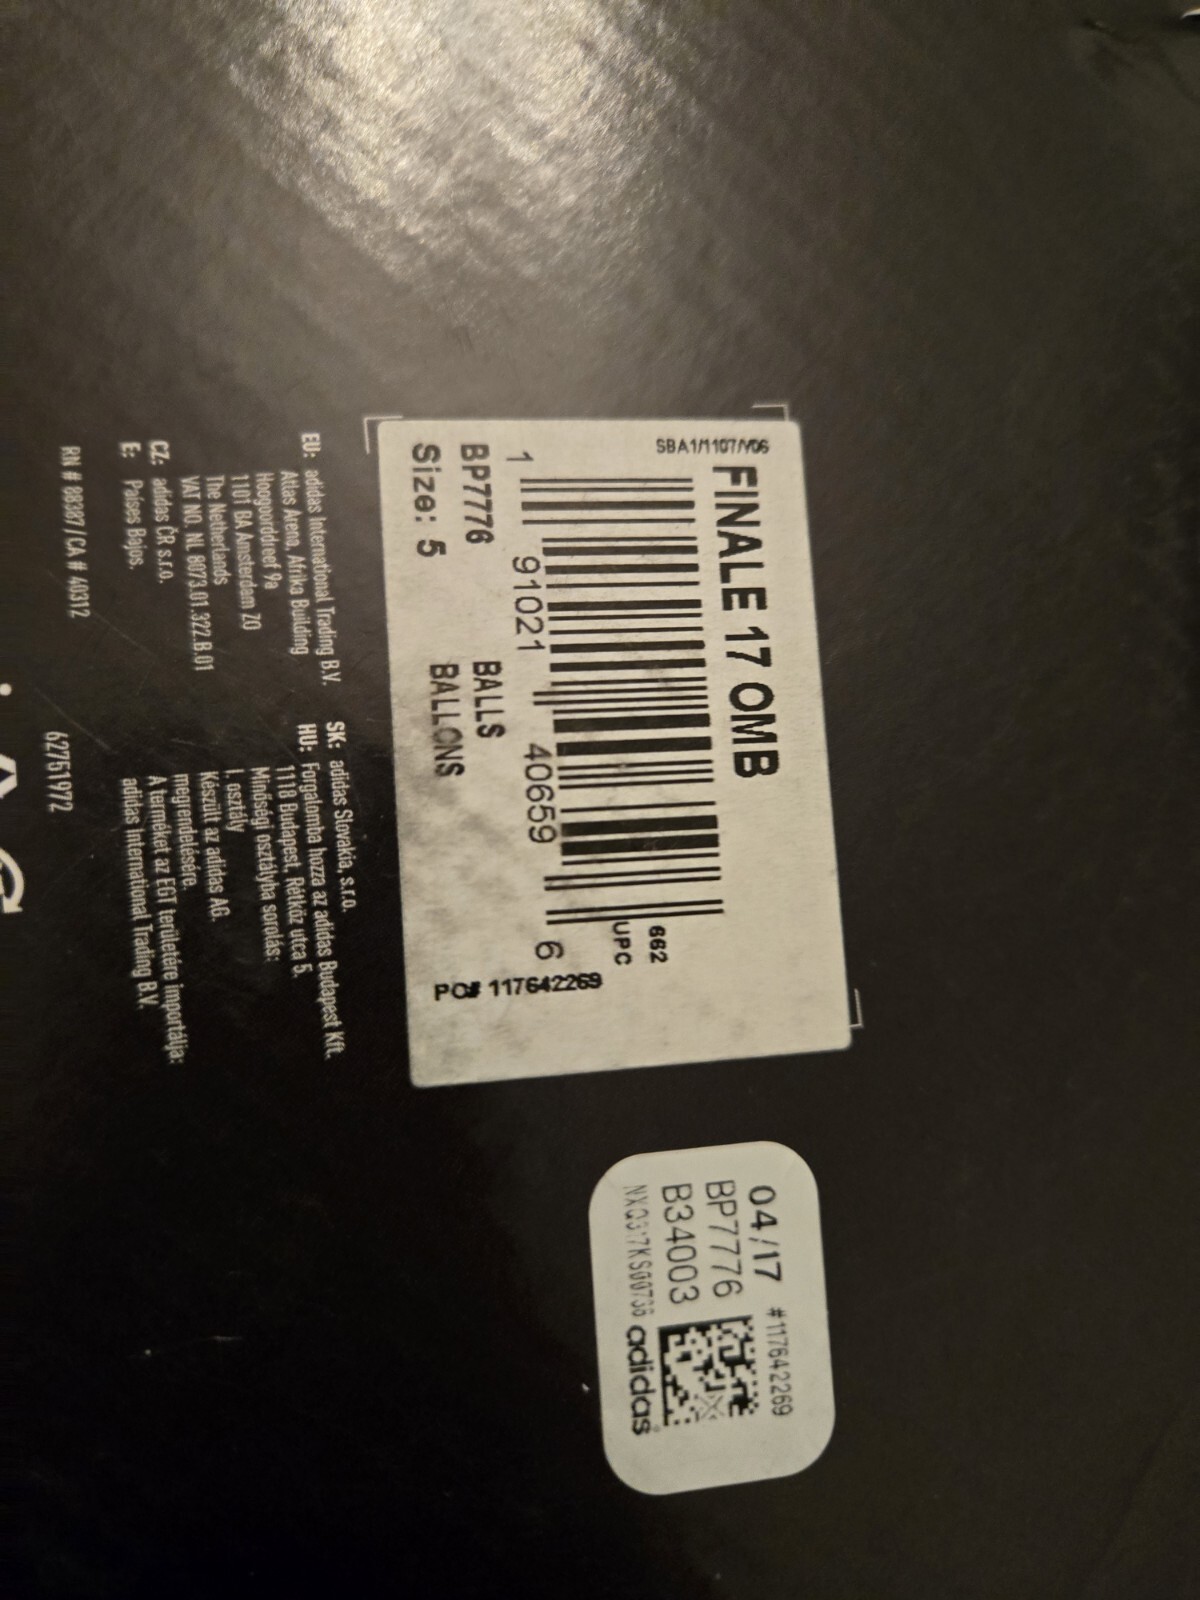 SBA1/1107/Y06
FINALE 17 OMB
662
UPC
1 91021 40659 6
PO# 117642269
BP7776 BALLS
Size: 5 BALLONS
04/17 #117642269
BP7776
B34003
adidas
EU: adidas International Trading B.V.
Atlas Arena, Afrika Building
Hoogoorddreef 9a
1101 BA Amsterdam ZO
The Netherlands
VAT NO. NL 8073.01.322.B.01
CZ: adidas ČR s.r.o.
E: Países Bajos.
SK: adidas Slovakia, s.r.o.
HU: Forgalomba hozza az adidas Budapest Kft.
1118 Budapest, Rétköz utca 5.
Minőségi osztályba sorolás:
I. osztály
Készült az adidas AG.
megrendelésére.
A terméket az EGT területére importálja:
adidas International Trading B.V.
RN # 88387/CA # 40312
62751972